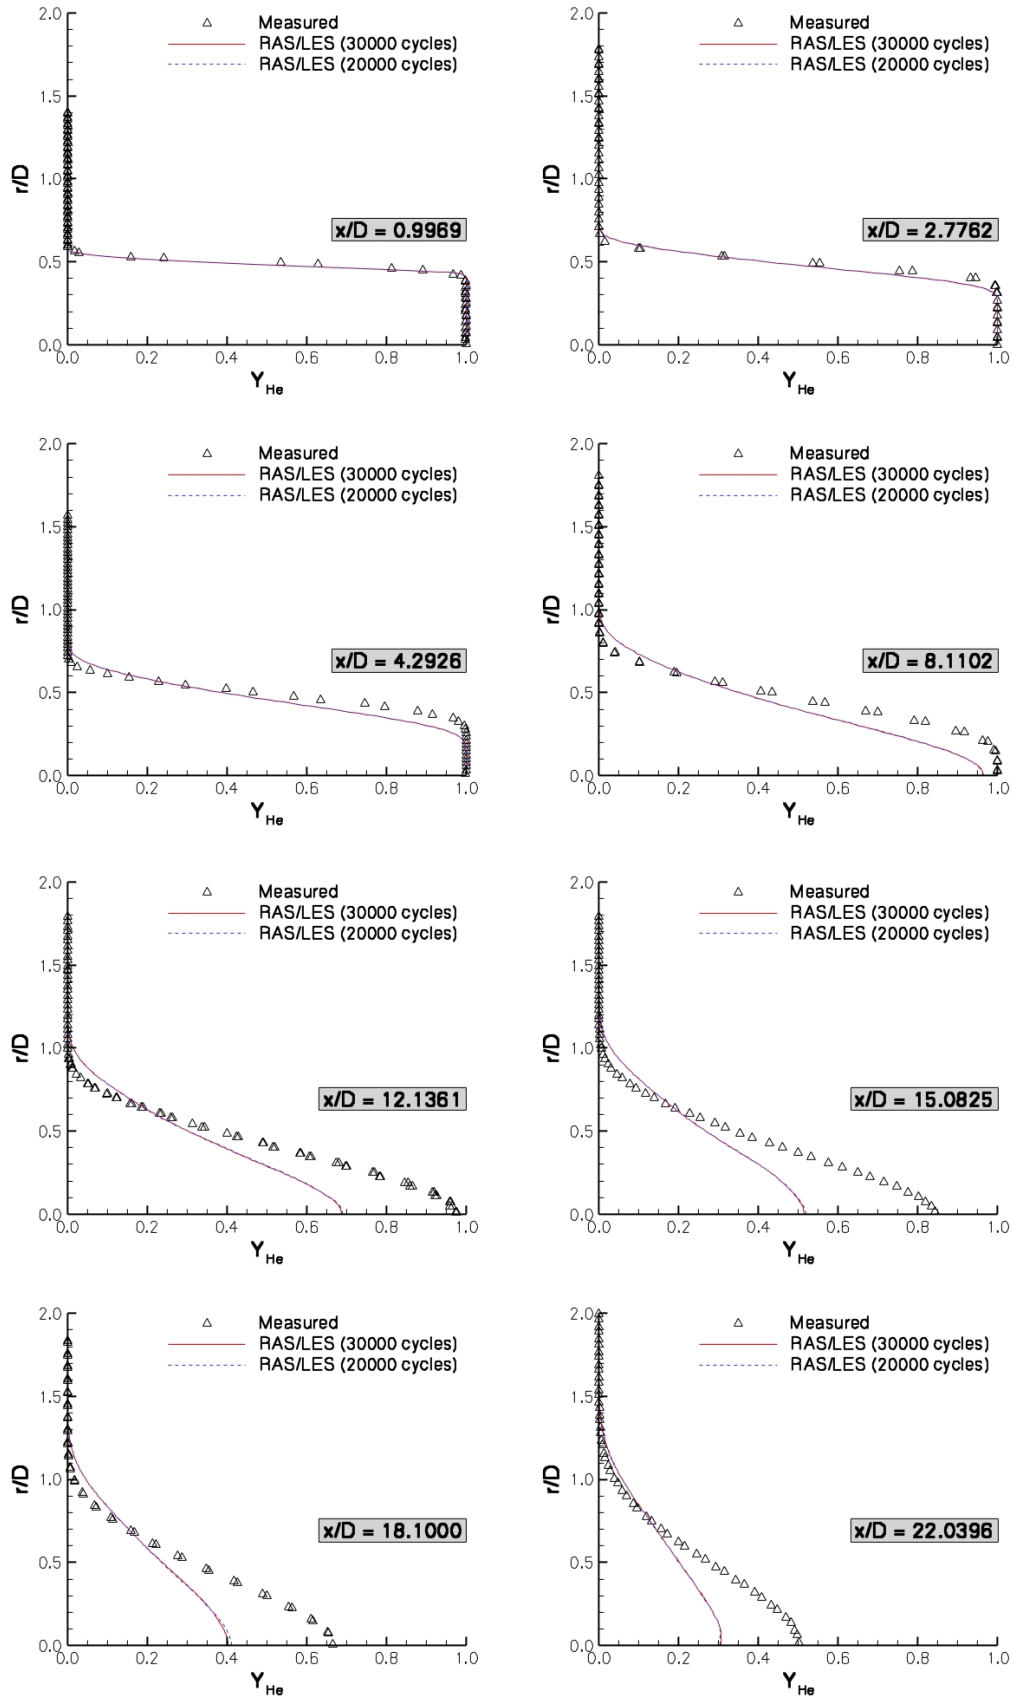 2.0
Measured
RAS/LES (30000 cycles)
RAS/LES (20000 cycles)
1.5
r/D
1.0
x/D = 0.9969
0.5
0.0
0.0 0.2 0.4 0.6 0.8 1.0
Y_He
2.0
Measured
RAS/LES (30000 cycles)
RAS/LES (20000 cycles)
1.5
r/D
1.0
x/D = 2.7762
0.5
0.0
0.0 0.2 0.4 0.6 0.8 1.0
Y_He
2.0
Measured
RAS/LES (30000 cycles)
RAS/LES (20000 cycles)
1.5
r/D
1.0
x/D = 4.2926
0.5
0.0
0.0 0.2 0.4 0.6 0.8 1.0
Y_He
2.0
Measured
RAS/LES (30000 cycles)
RAS/LES (20000 cycles)
1.5
r/D
1.0
x/D = 8.1102
0.5
0.0
0.0 0.2 0.4 0.6 0.8 1.0
Y_He
2.0
Measured
RAS/LES (30000 cycles)
RAS/LES (20000 cycles)
1.5
r/D
1.0
x/D = 12.1361
0.5
0.0
0.0 0.2 0.4 0.6 0.8 1.0
Y_He
2.0
Measured
RAS/LES (30000 cycles)
RAS/LES (20000 cycles)
1.5
r/D
1.0
x/D = 15.0825
0.5
0.0
0.0 0.2 0.4 0.6 0.8 1.0
Y_He
2.0
Measured
RAS/LES (30000 cycles)
RAS/LES (20000 cycles)
1.5
r/D
1.0
x/D = 18.1000
0.5
0.0
0.0 0.2 0.4 0.6 0.8 1.0
Y_He
2.0
Measured
RAS/LES (30000 cycles)
RAS/LES (20000 cycles)
1.5
r/D
1.0
x/D = 22.0396
0.5
0.0
0.0 0.2 0.4 0.6 0.8 1.0
Y_He